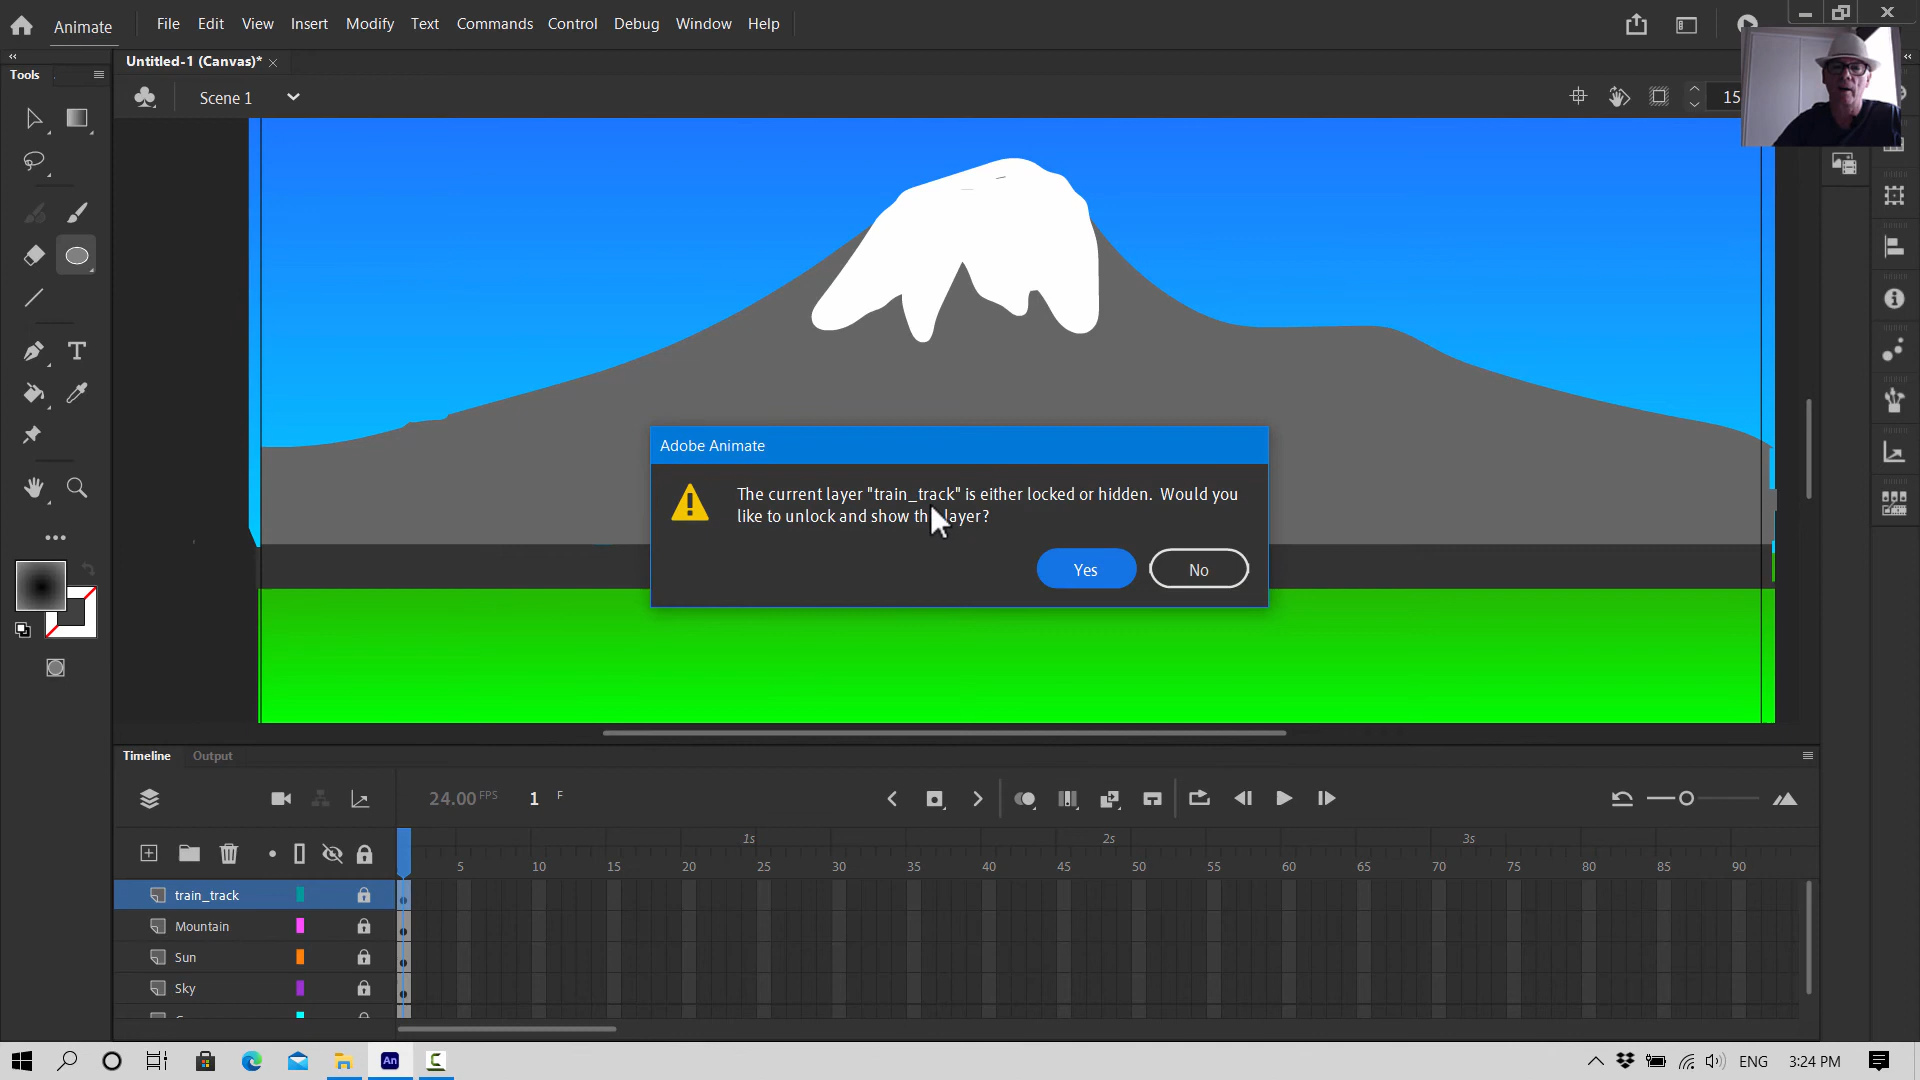 Animate
File Edit View Insert Modify Text Commands Control Debug Window Help
Tools
Untitled-1 (Canvas)*
Scene 1
15
Adobe Animate
The current layer "train_track" is either locked or hidden. Would you
like to unlock and show th layer?
Yes No
Timeline Output
24.00 FPS 1 F
1s 2s 3s
5 10 15 20 25 30 35 40 45 50 55 60 65 70 75 80 85 90
train_track
Mountain
Sun
Sky
An
ENG 3:24 PM